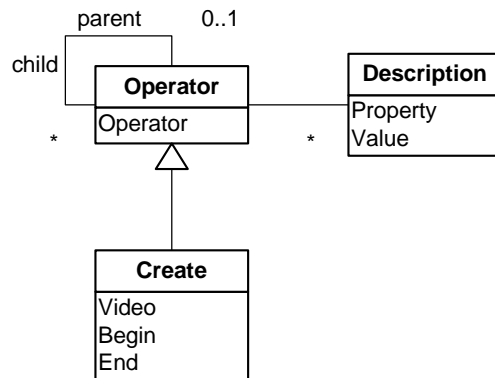 parent
0..1
child
Operator
Operator
*
*
Description
Property
Value
Create
Video
Begin
End